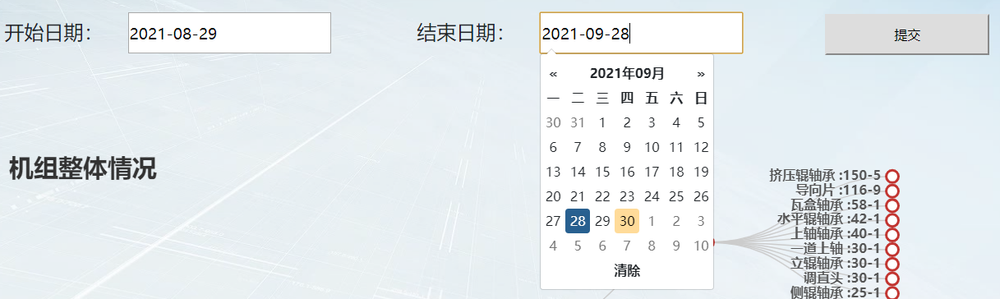 开始日期： 2021-08-29 结束日期： 2021-09-28 提交
« 2021年09月 »
一 二 三 四 五 六 日
30 31 1 2 3 4 5
6 7 8 9 10 11 12
13 14 15 16 17 18 19
20 21 22 23 24 25 26
27 28 29 30 1 2 3
4 5 6 7 8 9 10
清除
机组整体情况
挤压辊轴承 :150-5
导向片 :116-9
瓦盒轴承 :58-1
水平辊轴承 :42-1
上轴轴承 :40-1
一道上轴 :30-1
立辊轴承 :30-1
调直头 :30-1
侧辊轴承 :25-1